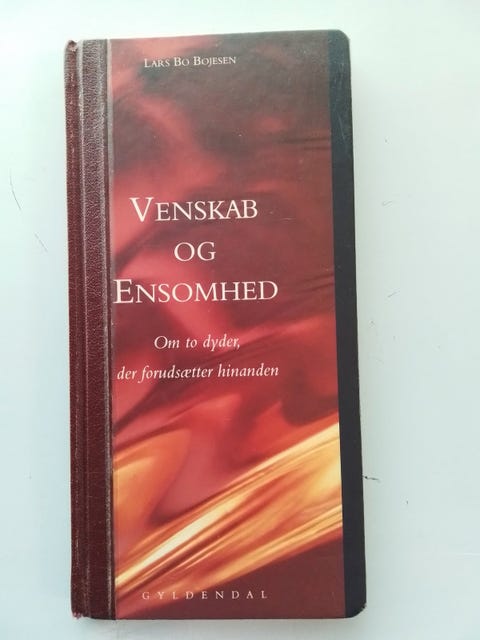 LARS BO BOJESEN
VENSKAB
OG
ENSOMHED
Om to dyder,
der forudsætter hinanden
GYLDENDAL